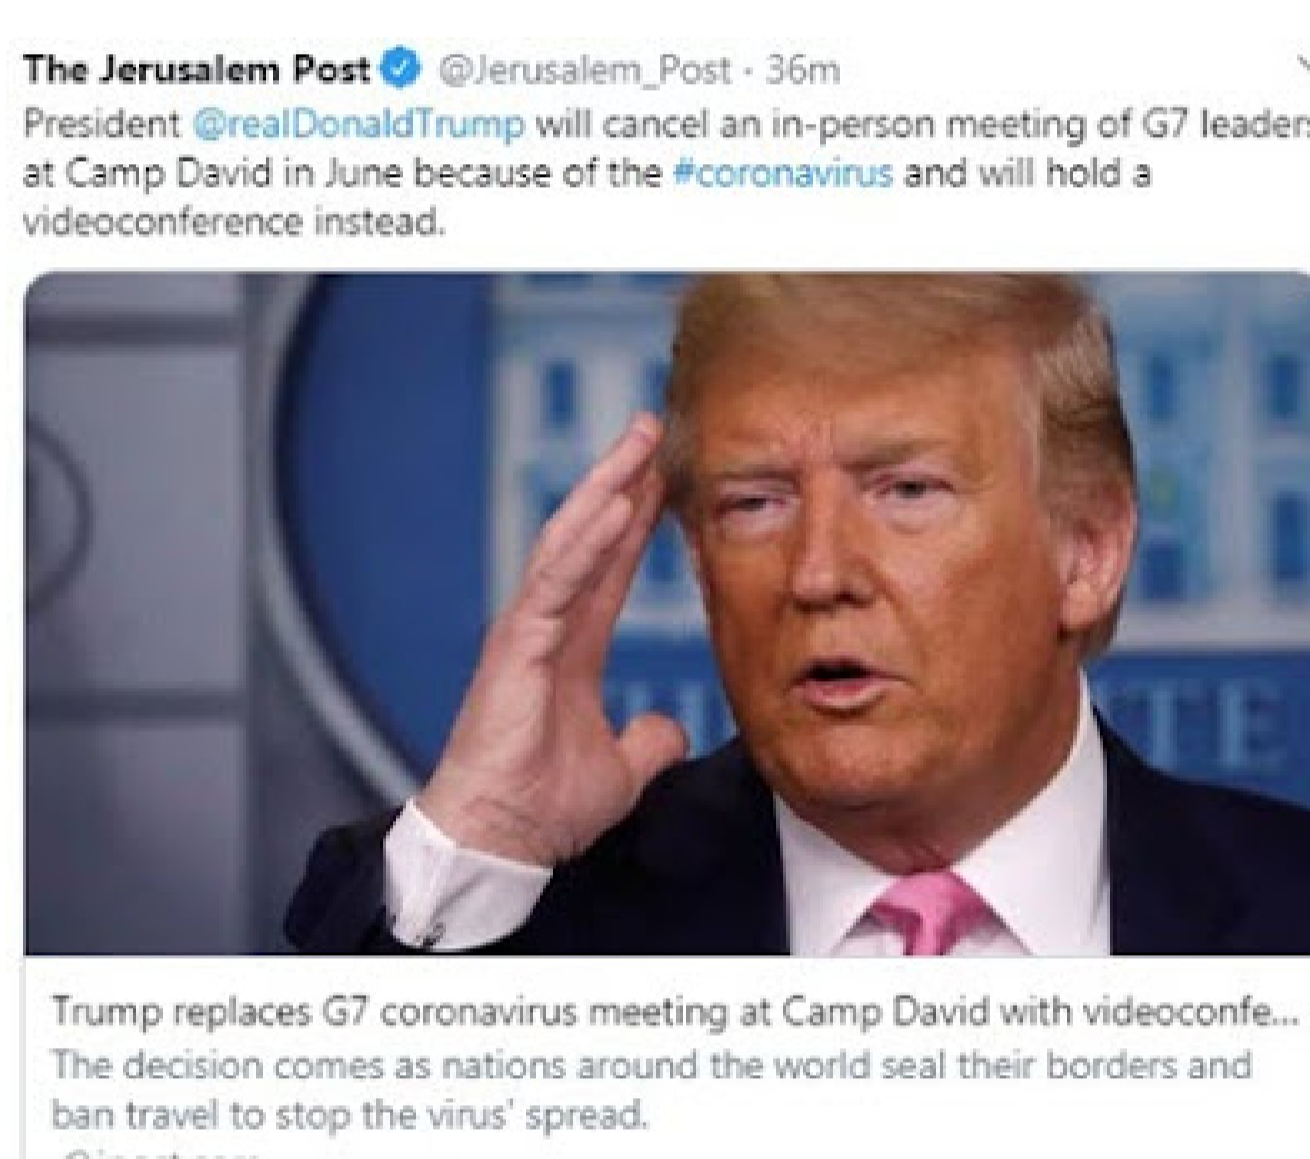 The Jerusalem Post @Jerusalem_Post · 36m
President @realDonaldTrump will cancel an in-person meeting of G7 leaders
at Camp David in June because of the #coronavirus and will hold a
videoconference instead.
TE
Trump replaces G7 coronavirus meeting at Camp David with videoconfe...
The decision comes as nations around the world seal their borders and
ban travel to stop the virus' spread.